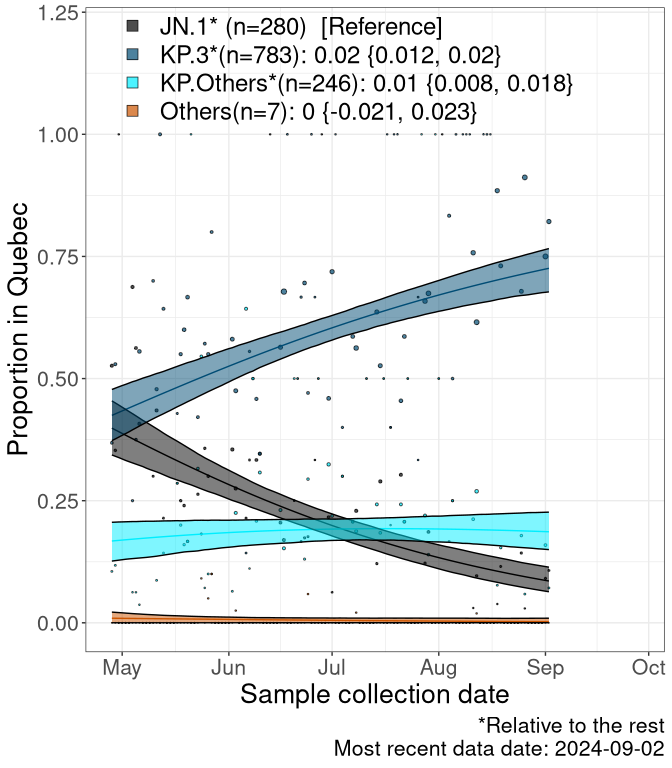 JN.1* (n=280)  [Reference]
KP.3*(n=783): 0.02 {0.012, 0.02}
KP.Others*(n=246): 0.01 {0.008, 0.018}
Others(n=7): 0 {-0.021, 0.023}
Proportion in Quebec
1.25
1.00
0.75
0.50
0.25
0.00
May Jun Jul Aug Sep Oct
Sample collection date
*Relative to the rest
Most recent data date: 2024-09-02